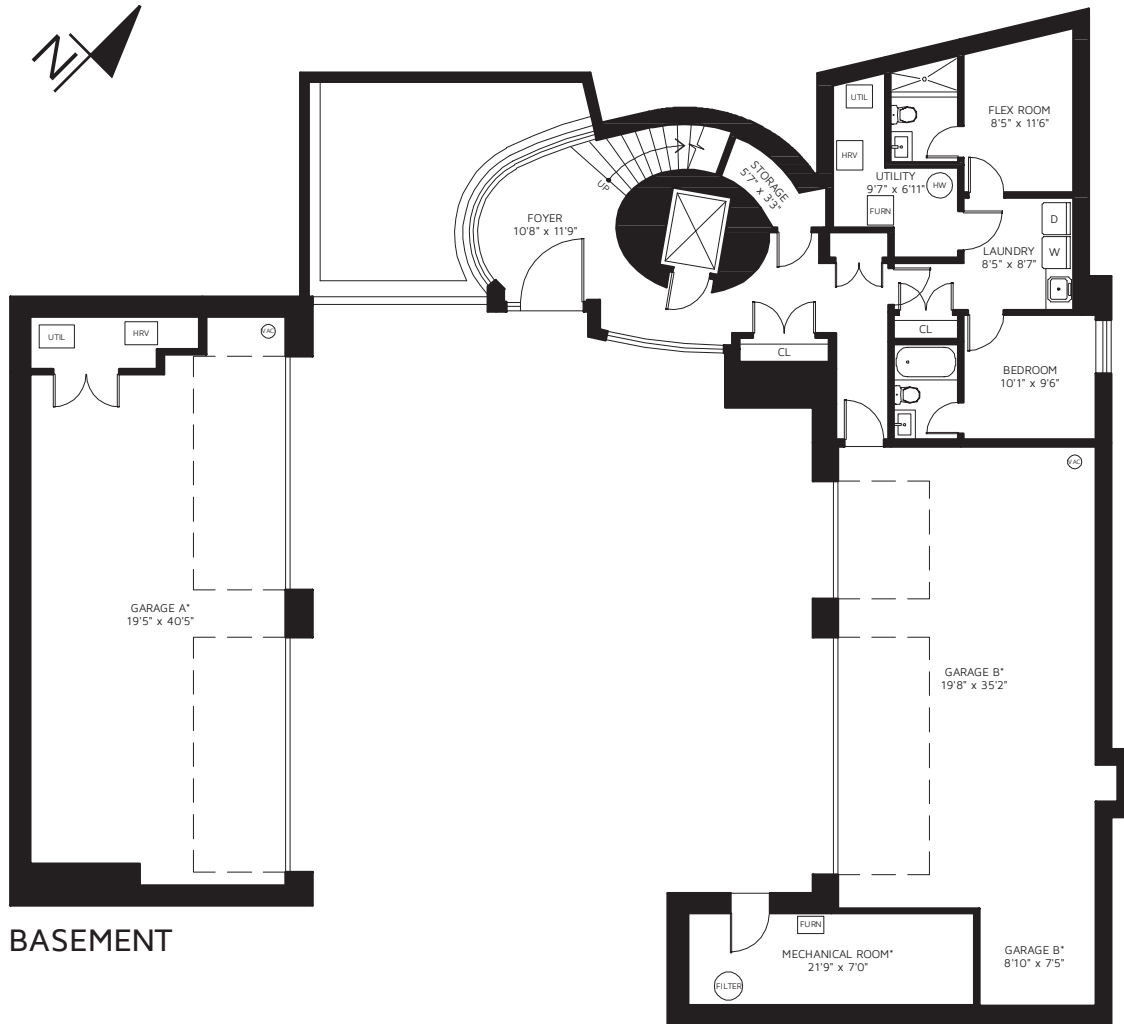 N
FLEX ROOM
8'5" x 11'6"
UTIL
HRV
UTILITY
9'7" x 6'11"
HW
FURN
STORAGE
5'7" x 3'3"
UP
FOYER
10'8" x 11'9"
D
W
LAUNDRY
8'5" x 8'7"
CL
CL
BEDROOM
10'1" x 9'6"
UTIL
HRV
VAC
VAC
GARAGE A*
19'5" x 40'5"
GARAGE B*
19'8" x 35'2"
BASEMENT
FURN
MECHANICAL ROOM*
21'9" x 7'0"
FILTER
GARAGE B*
8'10" x 7'5"